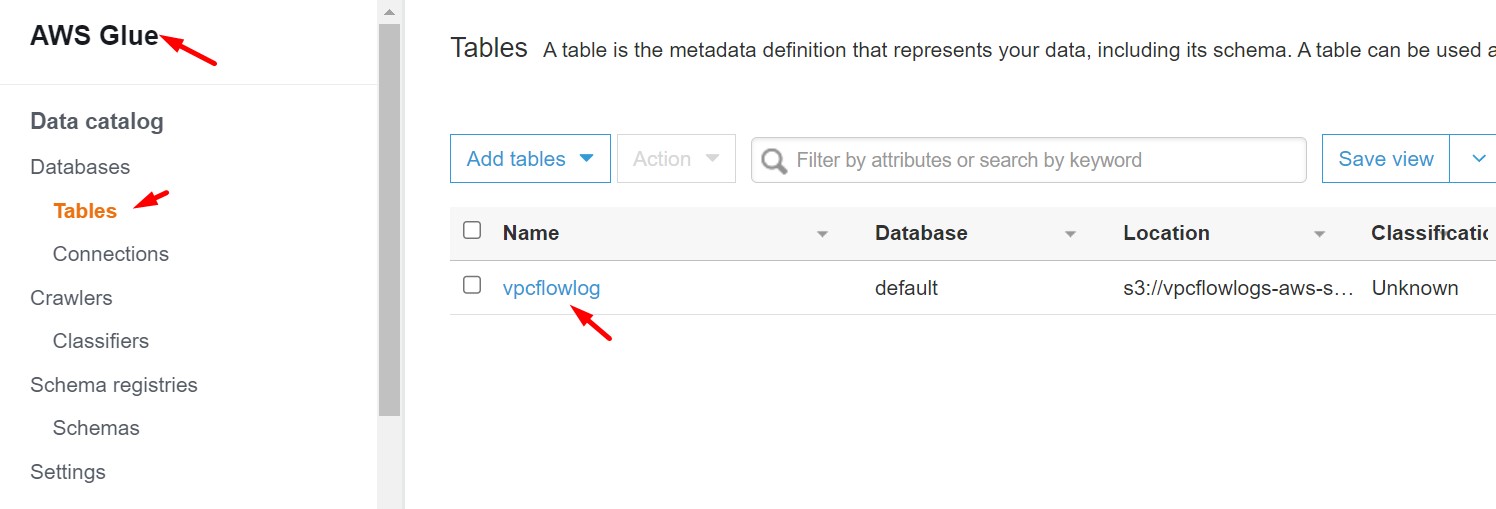 AWS Glue
Data catalog
Databases
Tables
Connections
Crawlers
Classifiers
Schema registries
Schemas
Settings
Tables A table is the metadata definition that represents your data, including its schema. A table can be used a
Add tables Action Filter by attributes or search by keyword Save view
Name Database Location Classificatic
vpcflowlog default s3://vpcflowlogs-aws-s… Unknown